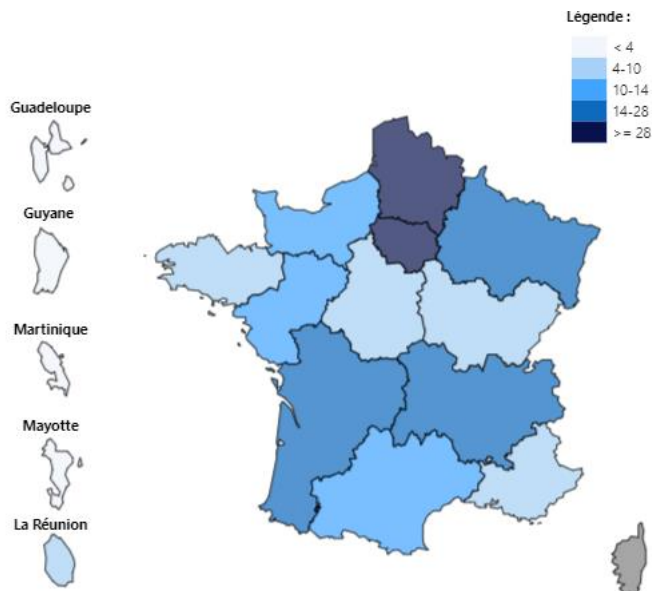 Légende :
< 4
4-10
10-14
14-28
>= 28
Guadeloupe
Guyane
Martinique
Mayotte
La Réunion